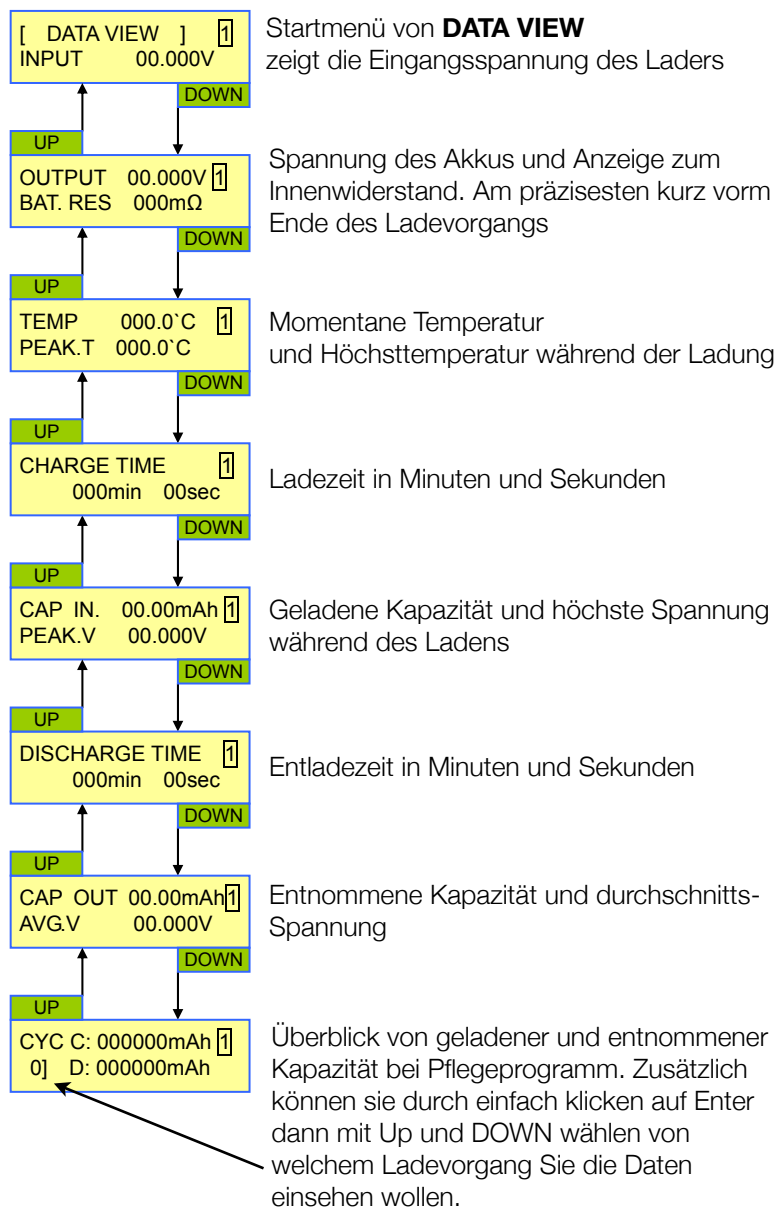 [ DATA VIEW ] 1
INPUT 00.000V
Startmenü von DATA VIEW
zeigt die Eingangsspannung des Laders
DOWN
UP
OUTPUT 00.000V 1
BAT. RES 000mΩ
Spannung des Akkus und Anzeige zum
Innenwiderstand. Am präzisesten kurz vorm
Ende des Ladevorgangs
DOWN
UP
TEMP 000.0`C 1
PEAK.T 000.0`C
Momentane Temperatur
und Höchsttemperatur während der Ladung
DOWN
UP
CHARGE TIME 1
000min 00sec
Ladezeit in Minuten und Sekunden
DOWN
UP
CAP IN. 00.00mAh 1
PEAK.V 00.000V
Geladene Kapazität und höchste Spannung
während des Ladens
DOWN
UP
DISCHARGE TIME 1
000min 00sec
Entladezeit in Minuten und Sekunden
DOWN
UP
CAP OUT 00.00mAh 1
AVG.V 00.000V
Entnommene Kapazität und durchschnitts-
Spannung
DOWN
UP
CYC C: 000000mAh 1
0] D: 000000mAh
Überblick von geladener und entnommener
Kapazität bei Pflegeprogramm. Zusätzlich
können sie durch einfach klicken auf Enter
dann mit Up und DOWN wählen von
welchem Ladevorgang Sie die Daten
einsehen wollen.